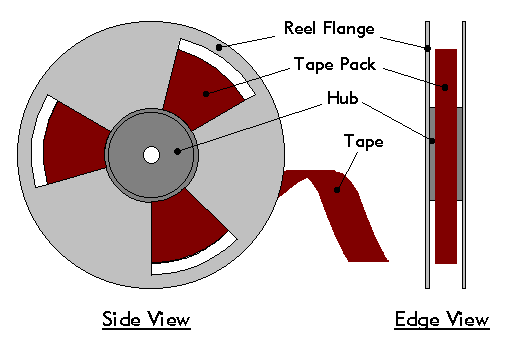 Reel Flange
Tape Pack
Hub
Tape
Side View
Edge View